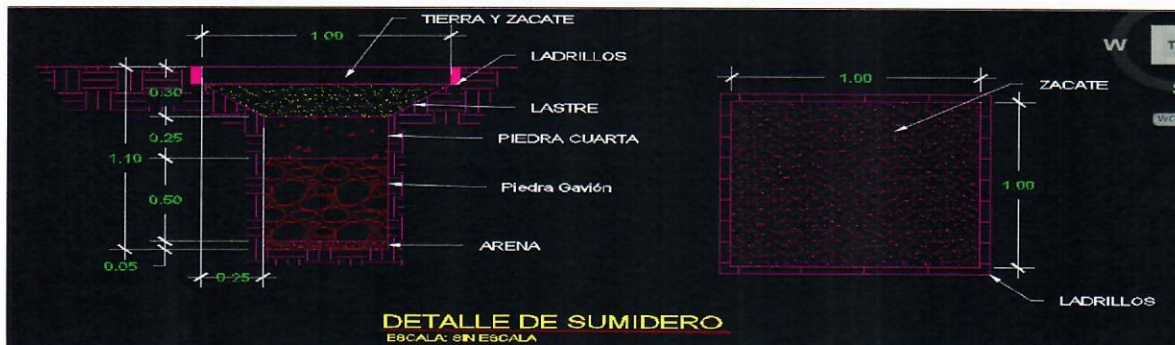 TIERRA Y ZACATE
1.00
LADRILLOS
LASTRE
PIEDRA CUARTA
Piedra Gavión
ARENA
0.30
0.25
1.10
0.50
0.05
0.25
W
1.00
ZACATE
1.00
LADRILLOS
DETALLE DE SUMIDERO
ESCALA: SIN ESCALA